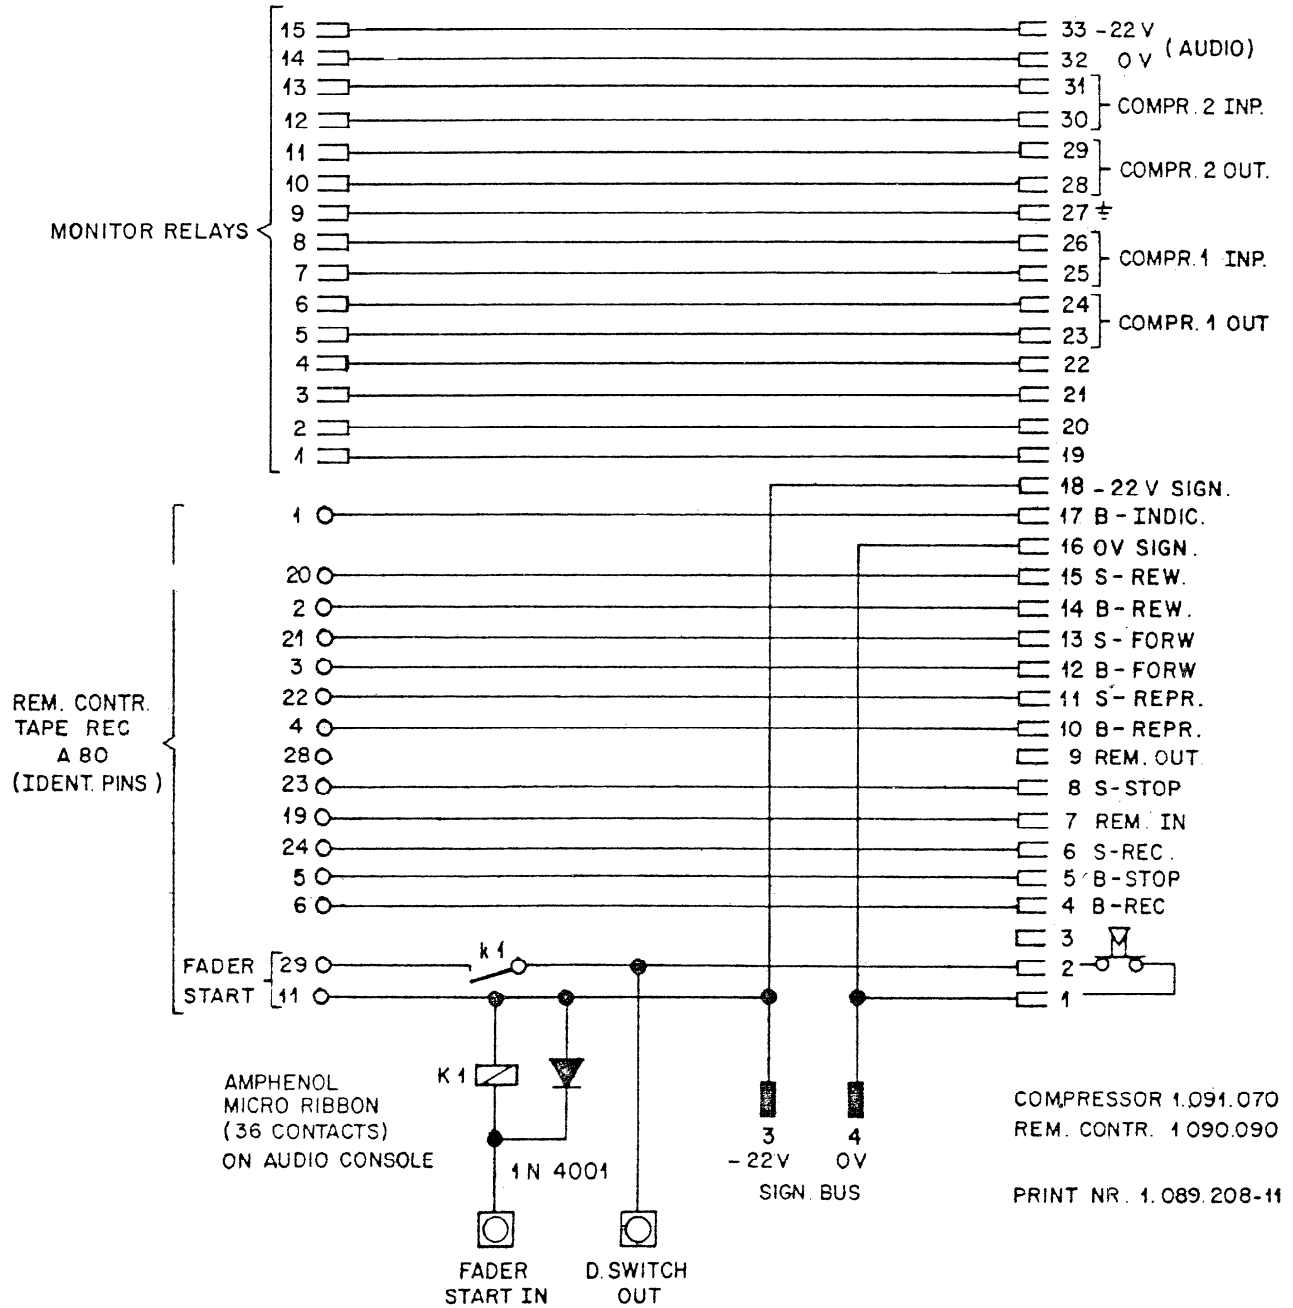 15 33 -22 V
14 32 0 V (AUDIO)
13 31
12 30 COMPR. 2 INP.
11 29
10 28 COMPR. 2 OUT.
9 27
MONITOR RELAYS
8 26
7 25 COMPR. 1 INP.
6 24
5 23 COMPR. 1 OUT
4 22
3 21
2 20
1 19
18 -22 V SIGN.
1 17 B-INDIC.
16 0V SIGN.
20 15 S-REW.
2 14 B-REW.
21 13 S-FORW
3 12 B-FORW
22 11 S-REPR.
4 10 B-REPR.
28 9 REM. OUT
23 8 S-STOP
19 7 REM. IN
24 6 S-REC.
5 5 B-STOP
6 4 B-REC
3
REM. CONTR.
TAPE REC
A 80
(IDENT. PINS)
k1
FADER 29 2
START 11 1
K1
1N 4001
AMPHENOL
MICRO RIBBON
(36 CONTACTS)
ON AUDIO CONSOLE
3 4
-22V 0V
SIGN. BUS
COMPRESSOR 1.091.070
REM. CONTR. 1 090.090
PRINT NR. 1.089.208-11
FADER
START IN
D. SWITCH
OUT